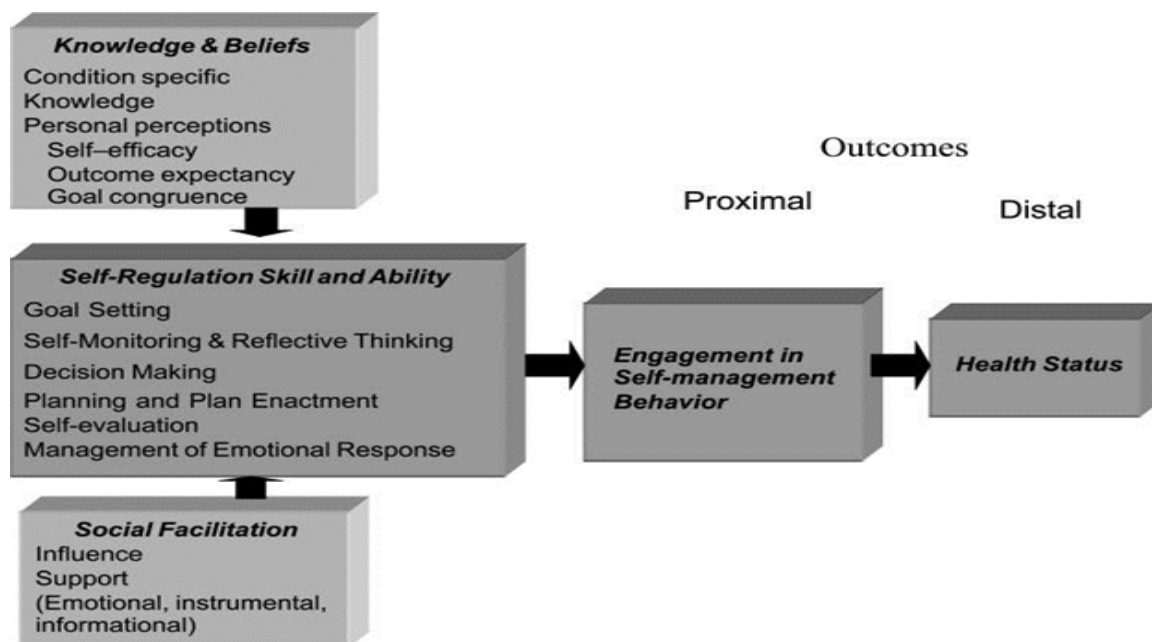 Knowledge & Beliefs
Condition specific
Knowledge
Personal perceptions
Self–efficacy
Outcome expectancy
Goal congruence
Self-Regulation Skill and Ability
Goal Setting
Self-Monitoring & Reflective Thinking
Decision Making
Planning and Plan Enactment
Self-evaluation
Management of Emotional Response
Social Facilitation
Influence
Support
(Emotional, instrumental,
informational)
Outcomes
Proximal
Distal
Engagement in
Self-management
Behavior
Health Status